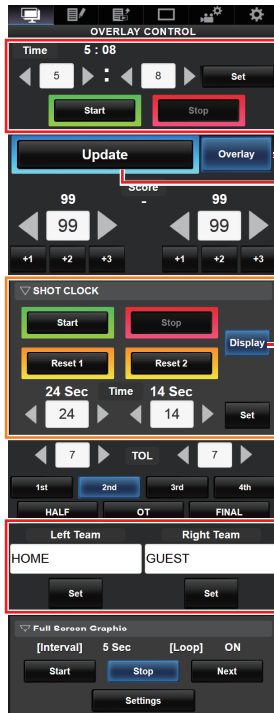 OVERLAY CONTROL
Time 5 : 08
5 : 8 Set
Start Stop
Update Overlay
Score
99 - 99
99 99
+1 +2 +3 +1 +2 +3
▽ SHOT CLOCK
Start Stop
Display
Reset 1 Reset 2
24 Sec Time 14 Sec
24 14 Set
7 TOL 7
1st 2nd 3rd 4th
HALF OT FINAL
Left Team Right Team
HOME GUEST
Set Set
▽ Full Screen Graphic
[Interval] 5 Sec [Loop] ON
Start Stop Next
Settings